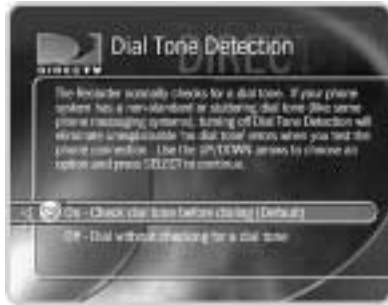 DIRECT
Dial Tone Detection
DIRECTV
The Recorder normally checks for a dial tone. If your phone
system has a non-standard or stuttering dial tone (like some
phone messaging systems), turning off Dial Tone Detection will
eliminate "no dial tone" errors when you test the
phone connection. Use the UP/DOWN arrows to choose an
option and press SELECT to continue.
On - Check dial tone before dialing (Default)
Off - Dial without checking for a dial tone